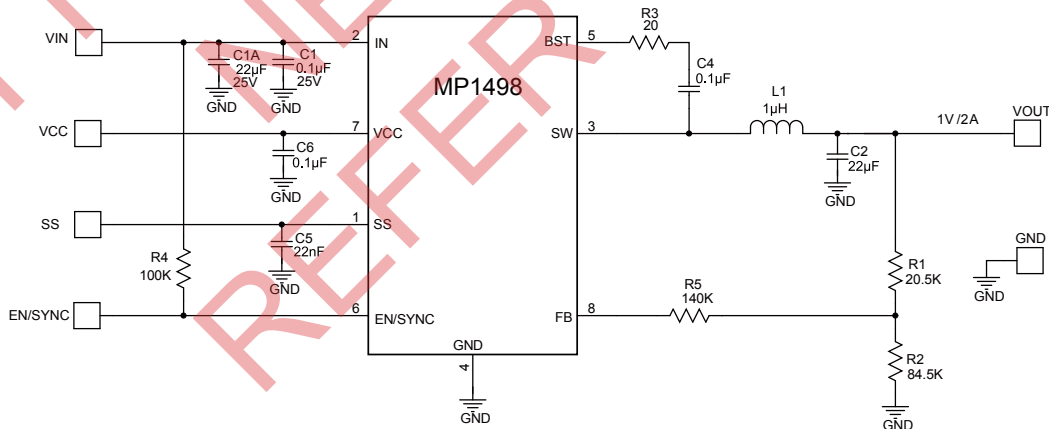 R3
20
VIN
2
IN
BST
5
C1A
22µF
25V
C1
0.1µF
25V
GND
GND
C4
0.1µF
MP1498
L1
1µH
VCC
7
VCC
SW
3
1V /2A
VOUT
C6
0.1µF
GND
C2
22µF
GND
SS
1
SS
C5
22nF
GND
GND
GND
R4
100K
R1
20.5K
R5
140K
EN/SYNC
6
EN/SYNC
FB
8
GND
4
GND
R2
84.5K
GND
REFER